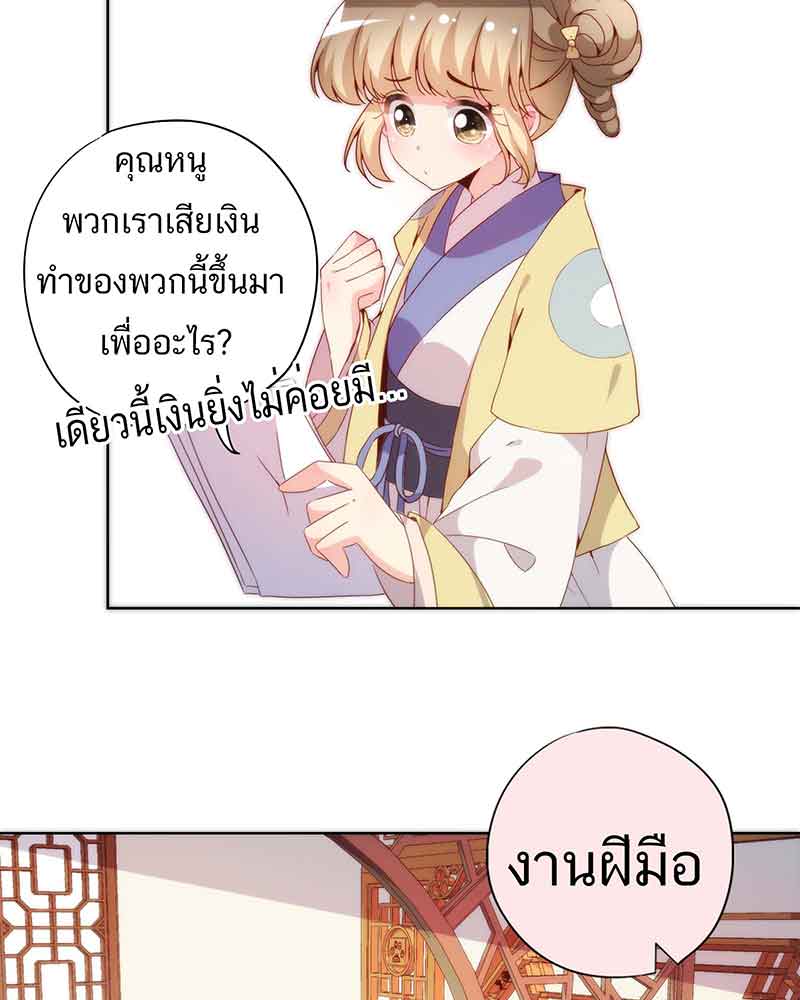 คุณหนู
พวกเราเสียเงิน
ทำของพวกนี้ขึ้นมา
เพื่ออะไร?
เดียวนี้เงินยิ่งไม่ค่อยมี...
งานฝีมือ